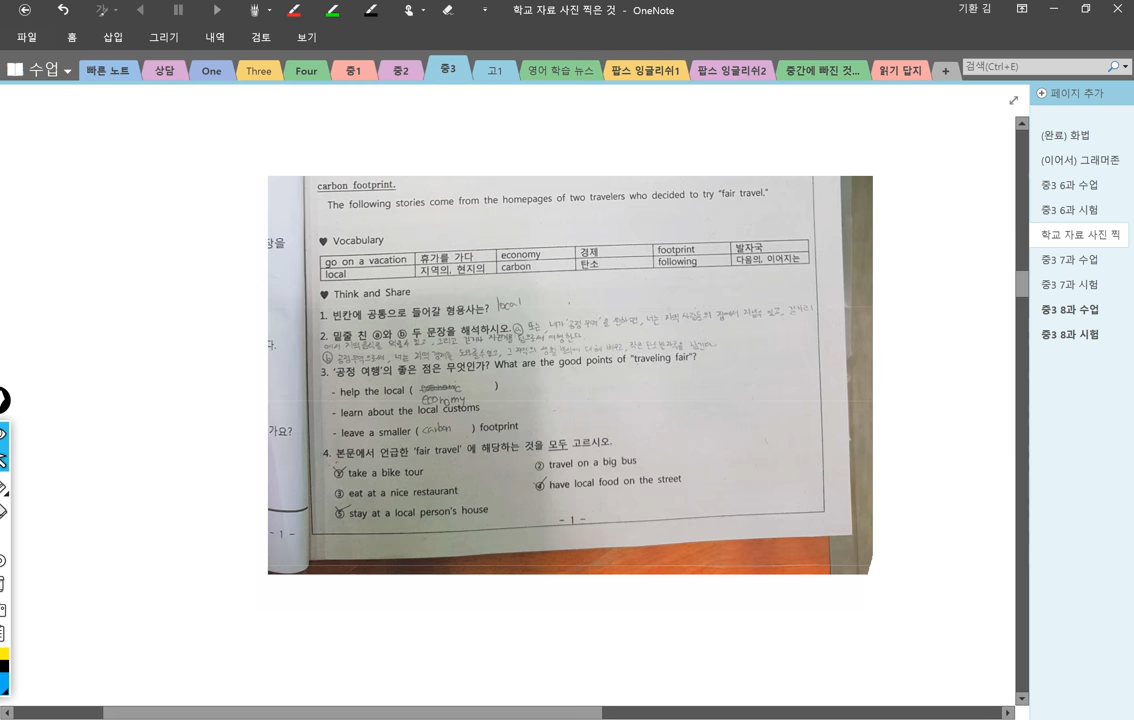 학교 자료 사진 찍은 것 - OneNote
기환 김
파일 홈 삽입 그리기 내역 검토 보기
수업 빠른 노트 상담 One Three Four 중1 중2 중3 고1 영어 학습 뉴스 팝스 잉글리쉬1 팝스 잉글리쉬2 중간에 빠진 것... 읽기 답지 + 검색(Ctrl+E)
페이지 추가
(완료) 화법
(이어서) 그래머존
중3 6과 수업
중3 6과 시험
학교 자료 사진 찍
중3 7과 수업
중3 7과 시험
중3 8과 수업
중3 8과 시험
carbon footprint.
The following stories come from the homepages of two travelers who decided to try “fair travel.”
장을
♥ Vocabulary
go on a vacation 휴가를 가다 economy 경제 footprint 발자국
local 지역의, 현지의 carbon 탄소 following 다음의, 이어지는
♥ Think and Share
1. 빈칸에 공통으로 들어갈 형용사는? local
2. 밑줄 친 ⓐ와 ⓑ 두 문장을 해석하시오.
3. ‘공정 여행’의 좋은 점은 무엇인가? What are the good points of “traveling fair”?
- help the local ( economy )
- learn about the local customs
가요?
- leave a smaller ( carbon ) footprint
4. 본문에서 언급한 ‘fair travel’ 에 해당하는 것을 모두 고르시오.
① take a bike tour ② travel on a big bus
③ eat at a nice restaurant ④ have local food on the street
⑤ stay at a local person's house
- 1 -
- 1 -